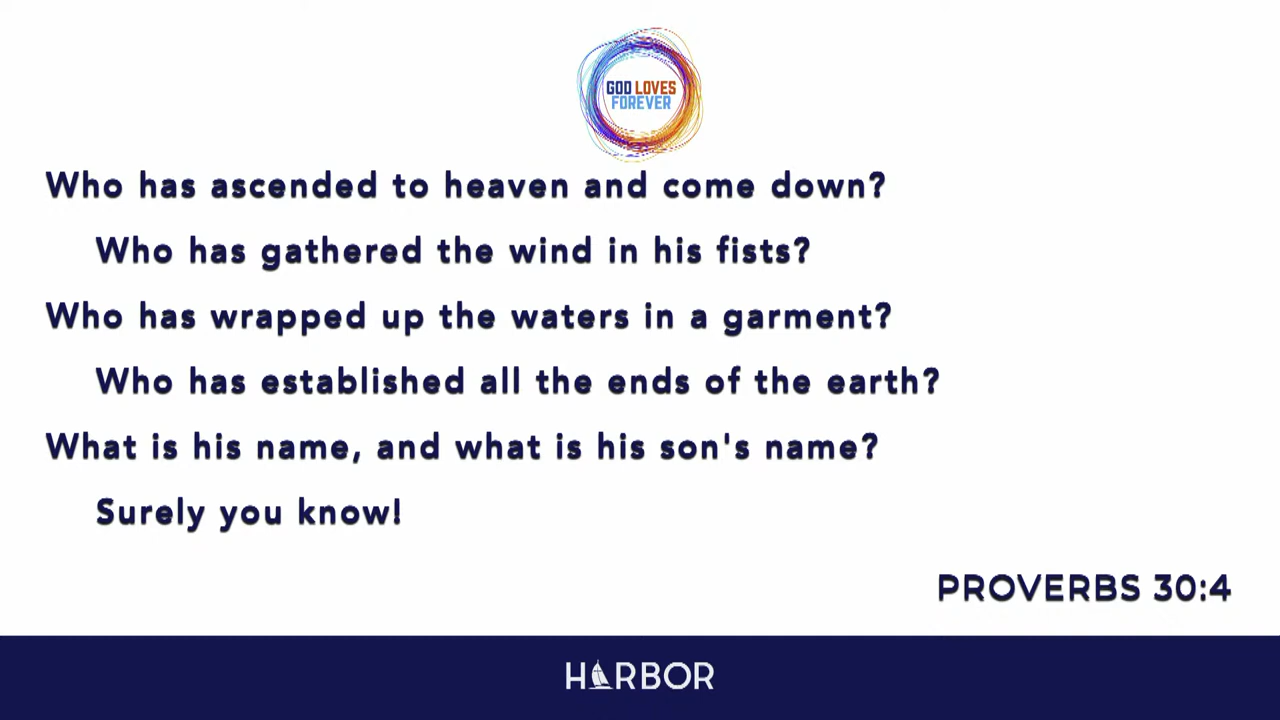 GOD LOVES
FOREVER
Who has ascended to heaven and come down?
Who has gathered the wind in his fists?
Who has wrapped up the waters in a garment?
Who has established all the ends of the earth?
What is his name, and what is his son's name?
Surely you know!
PROVERBS 30:4
HARBOR